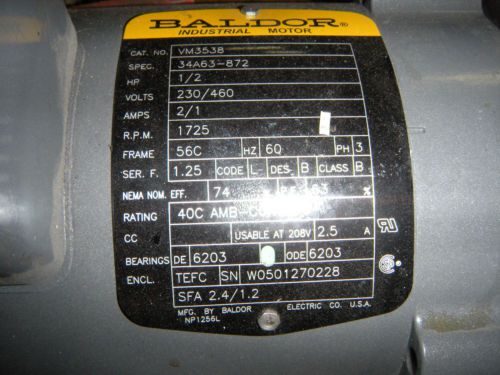 BALDOR®
INDUSTRIAL MOTOR
CAT. NO. VM3538
SPEC. 34A63-872
HP 1/2
VOLTS 230/460
AMPS 2/1
R.P.M. 1725
FRAME 56C HZ 60 PH 3
SER. F. 1.25 CODE L DES B CLASS B
NEMA NOM. EFF. 74 %
RATING 40C AMB-
CC USABLE AT 208V 2.5 A
BEARINGS DE 6203 ODE 6203
ENCL. TEFC SN W0501270228
SFA 2.4/1.2
MFG. BY BALDOR ELECTRIC CO. U.S.A.
NP1256L